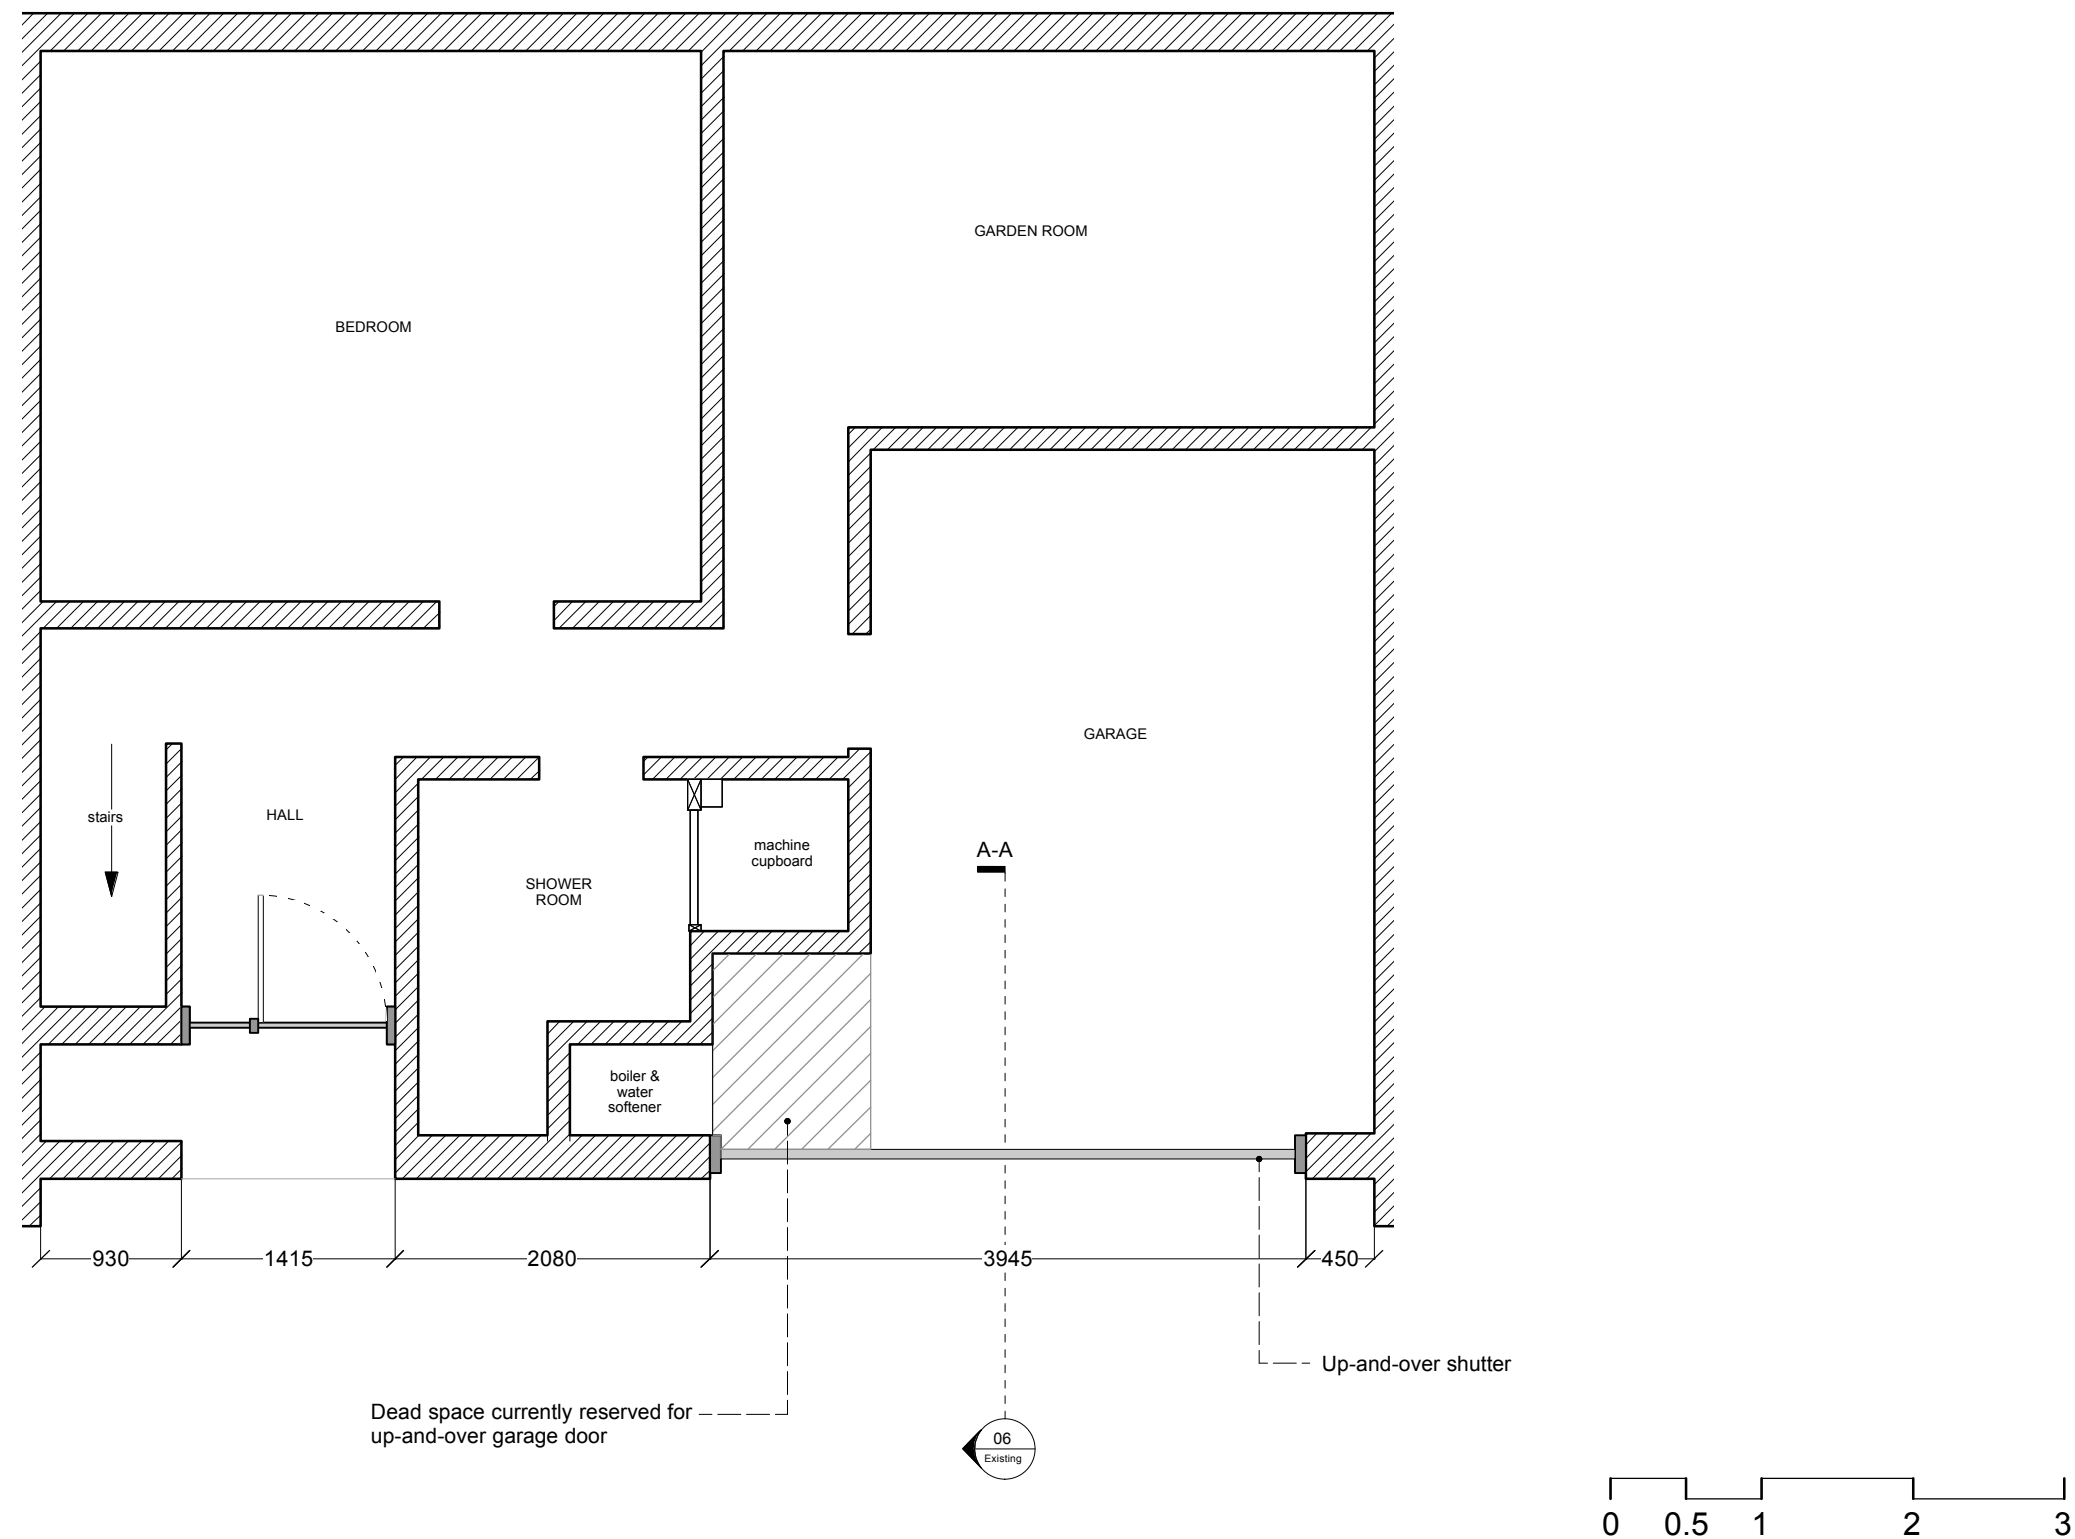 GARDEN ROOM
BEDROOM
GARAGE
stairs
HALL
machine
cupboard
A-A
SHOWER
ROOM
boiler &
water
softener
930
1415
2080
3945
450
Up-and-over shutter
Dead space currently reserved for
up-and-over garage door
06
Existing
0 0.5 1 2 3